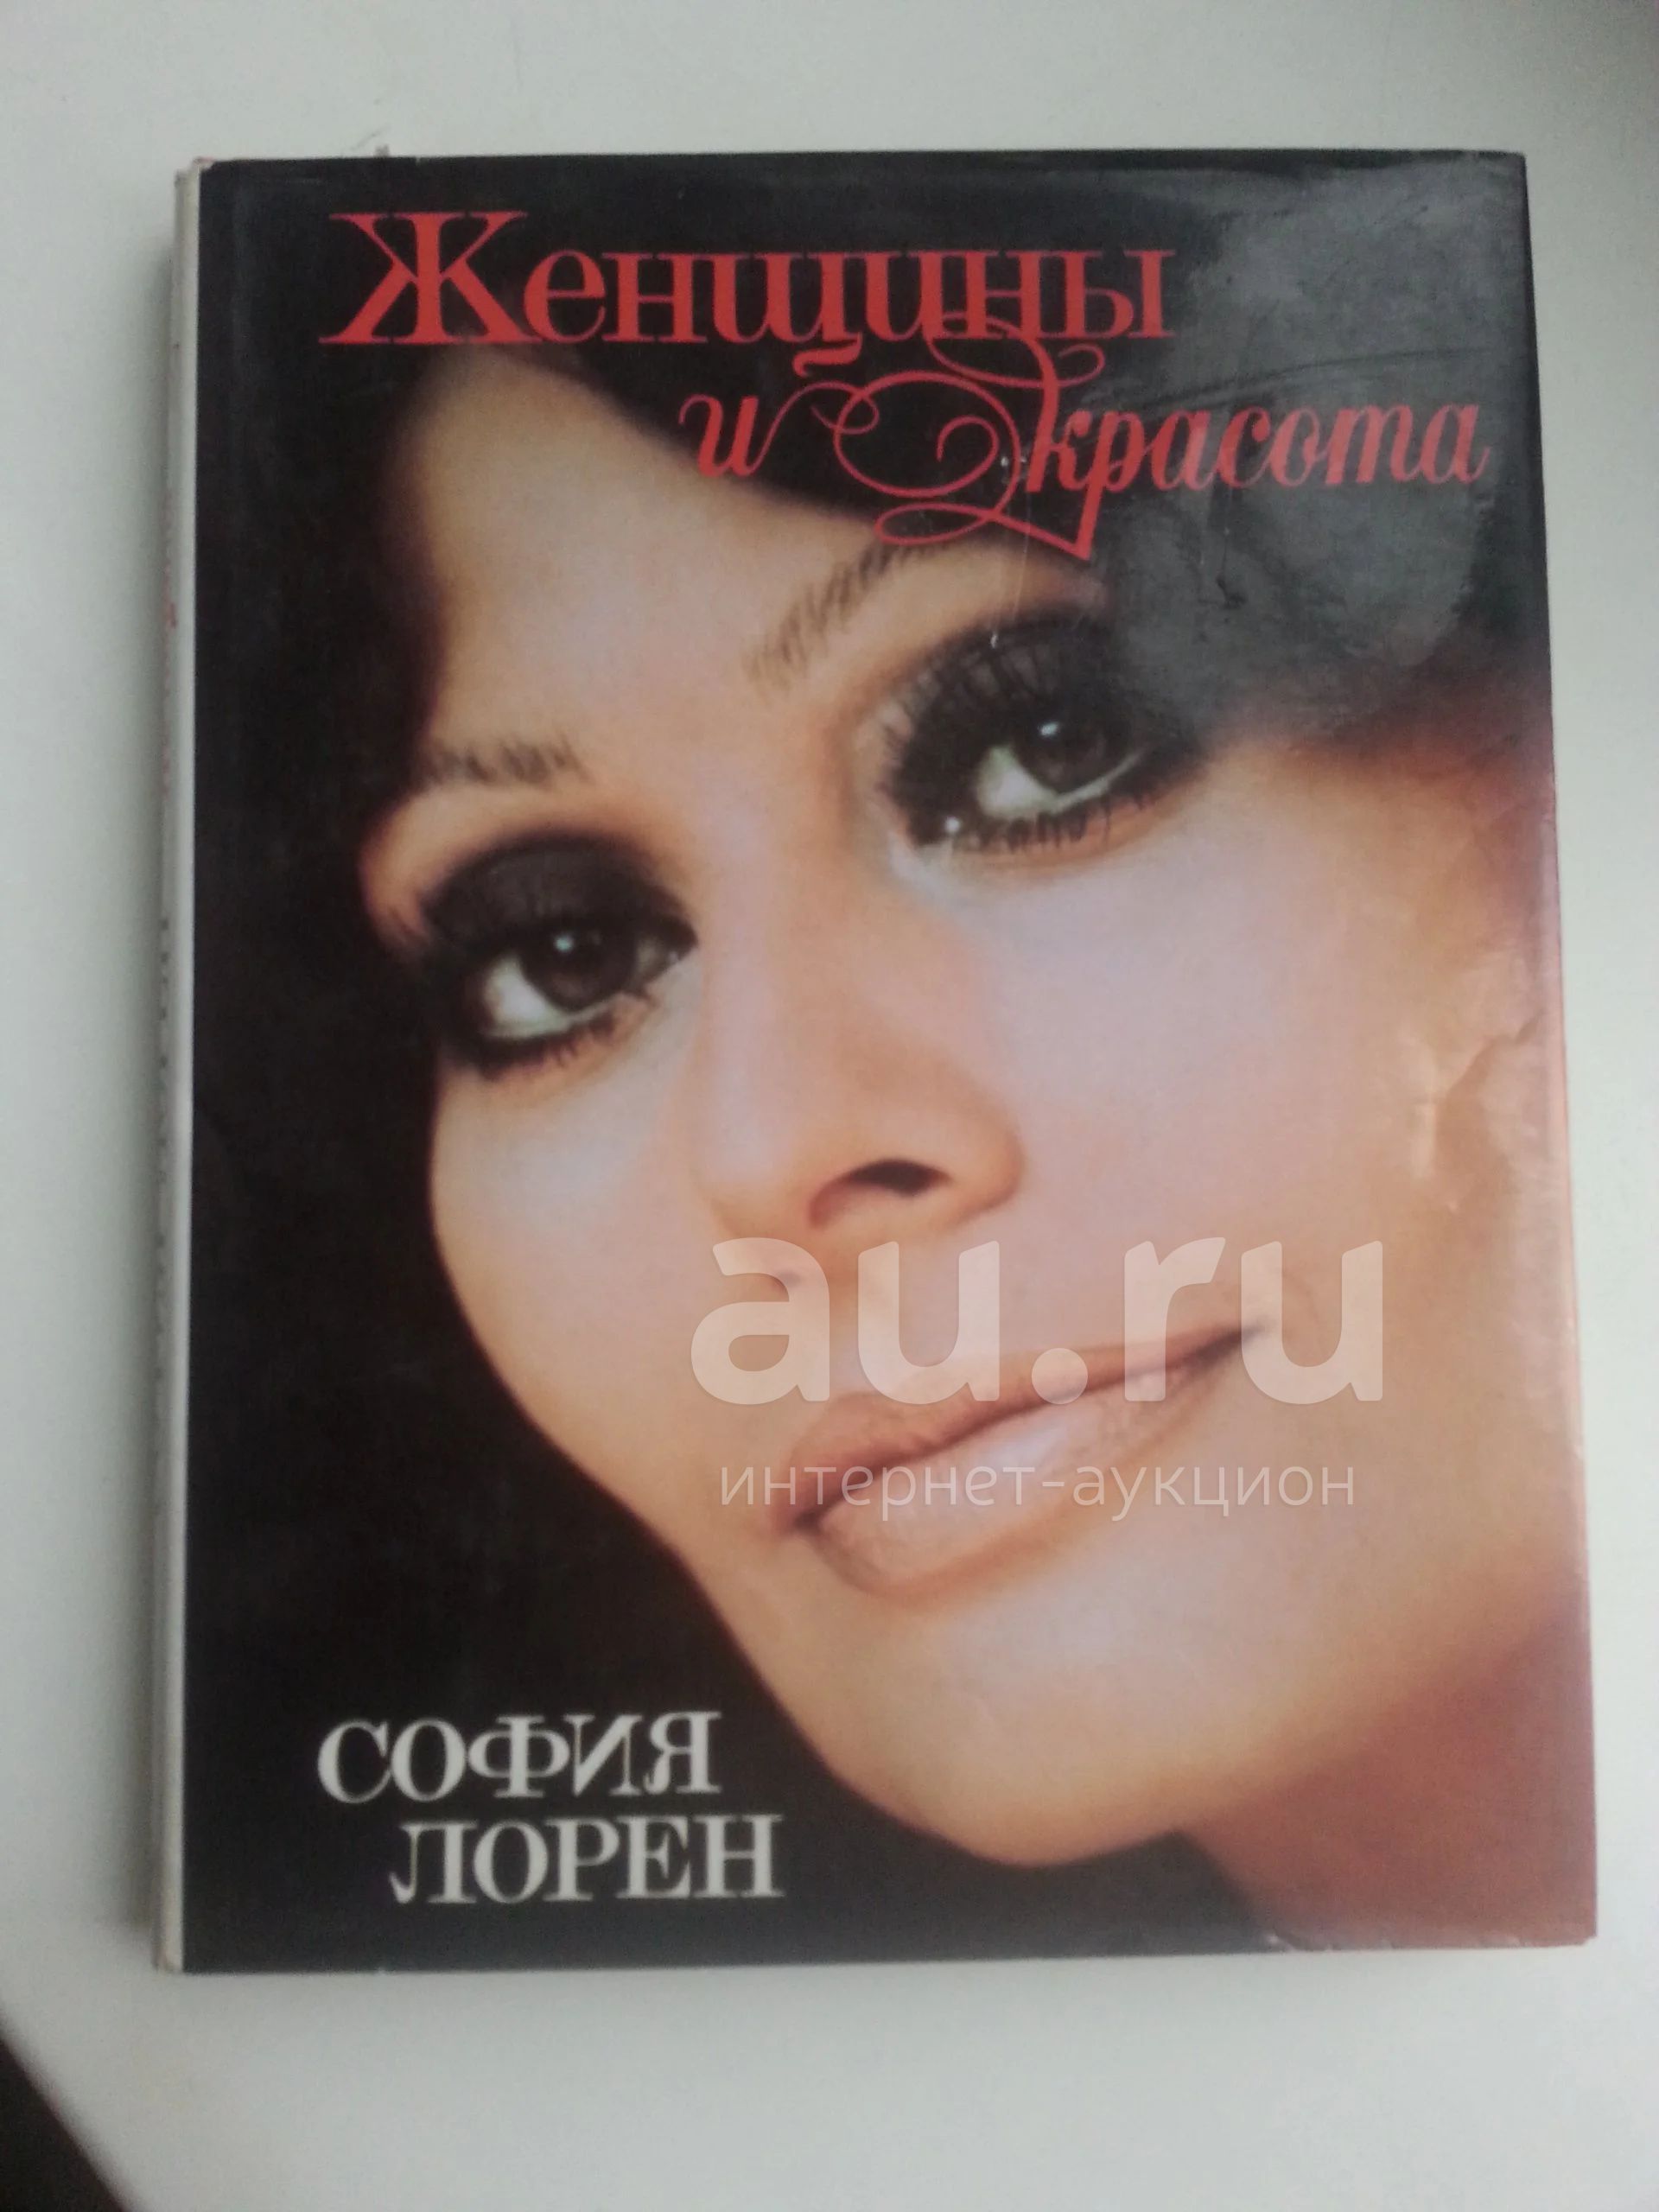 Женщины
и красота
au.ru
интернет-аукцион
СОФИЯ
ЛОРЕН